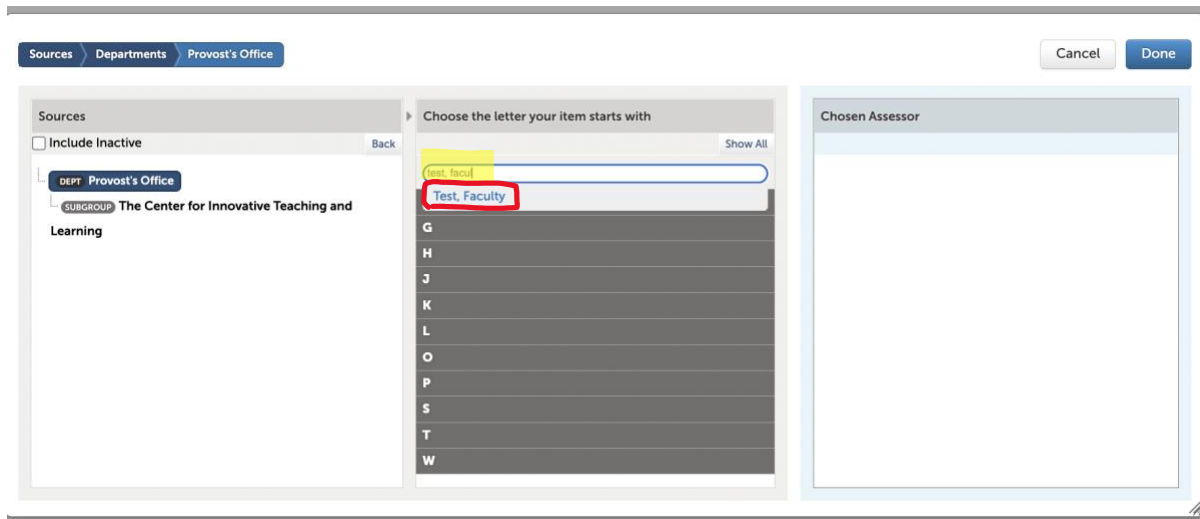 Sources Departments Provost's Office
Cancel Done
Sources
Include Inactive Back
DEPT Provost's Office
SUBGROUP The Center for Innovative Teaching and
Learning
Choose the letter your item starts with
Show All
test, facu
Test, Faculty
G
H
J
K
L
O
P
S
T
W
Chosen Assessor